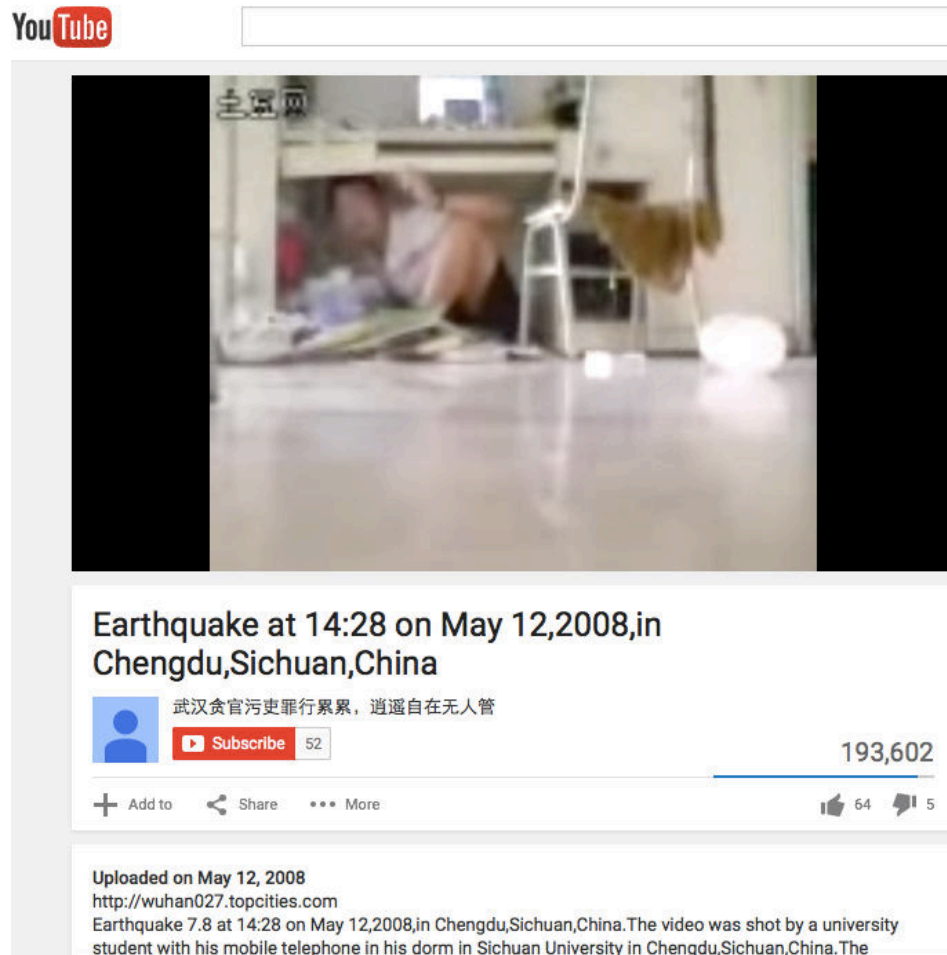 YouTube
土豆网
Earthquake at 14:28 on May 12,2008,in
Chengdu,Sichuan,China
武汉贪官污吏罪行累累，逍遥自在无人管
Subscribe 52
193,602
Add to Share More 64 5
Uploaded on May 12, 2008
http://wuhan027.topcities.com
Earthquake 7.8 at 14:28 on May 12,2008,in Chengdu,Sichuan,China.The video was shot by a university
student with his mobile telephone in his dorm in Sichuan University in Chengdu,Sichuan,China.The